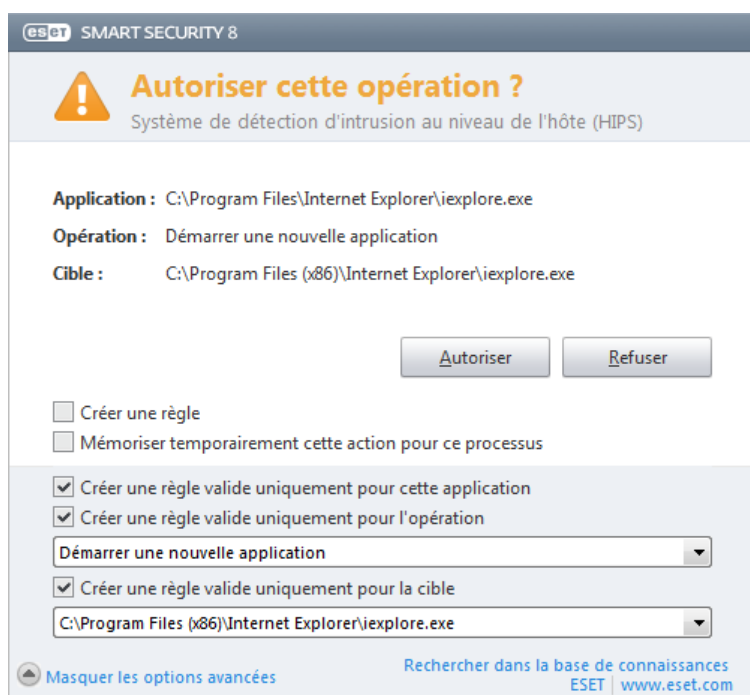 eset SMART SECURITY 8
Autoriser cette opération ?
Système de détection d'intrusion au niveau de l'hôte (HIPS)
Application : C:\Program Files\Internet Explorer\iexplore.exe
Opération : Démarrer une nouvelle application
Cible : C:\Program Files (x86)\Internet Explorer\iexplore.exe
Autoriser Refuser
Créer une règle
Mémoriser temporairement cette action pour ce processus
Créer une règle valide uniquement pour cette application
Créer une règle valide uniquement pour l'opération
Démarrer une nouvelle application
Créer une règle valide uniquement pour la cible
C:\Program Files (x86)\Internet Explorer\iexplore.exe
Masquer les options avancées
Rechercher dans la base de connaissances
ESET | www.eset.com